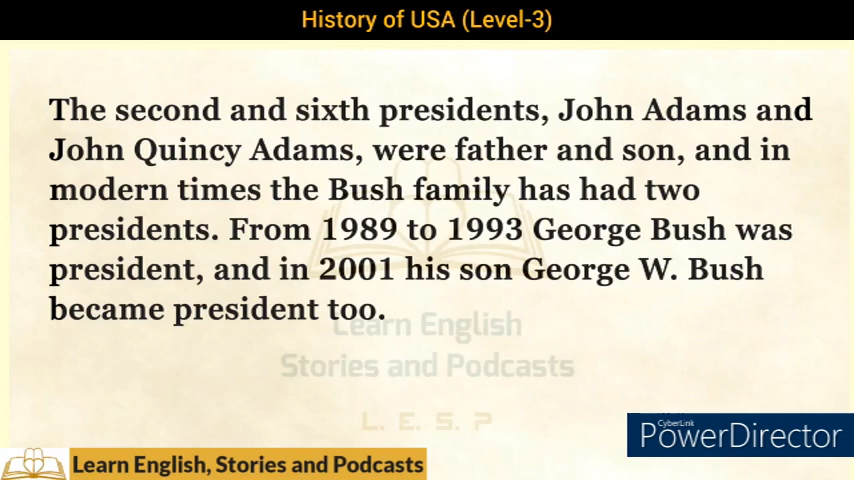 History of USA (Level-3)
The second and sixth presidents, John Adams and
John Quincy Adams, were father and son, and in
modern times the Bush family has had two
presidents. From 1989 to 1993 George Bush was
president, and in 2001 his son George W. Bush
became president too.
Learn English
Stories and Podcasts
L. E. S. P
CyberLink
PowerDirector
Learn English, Stories and Podcasts